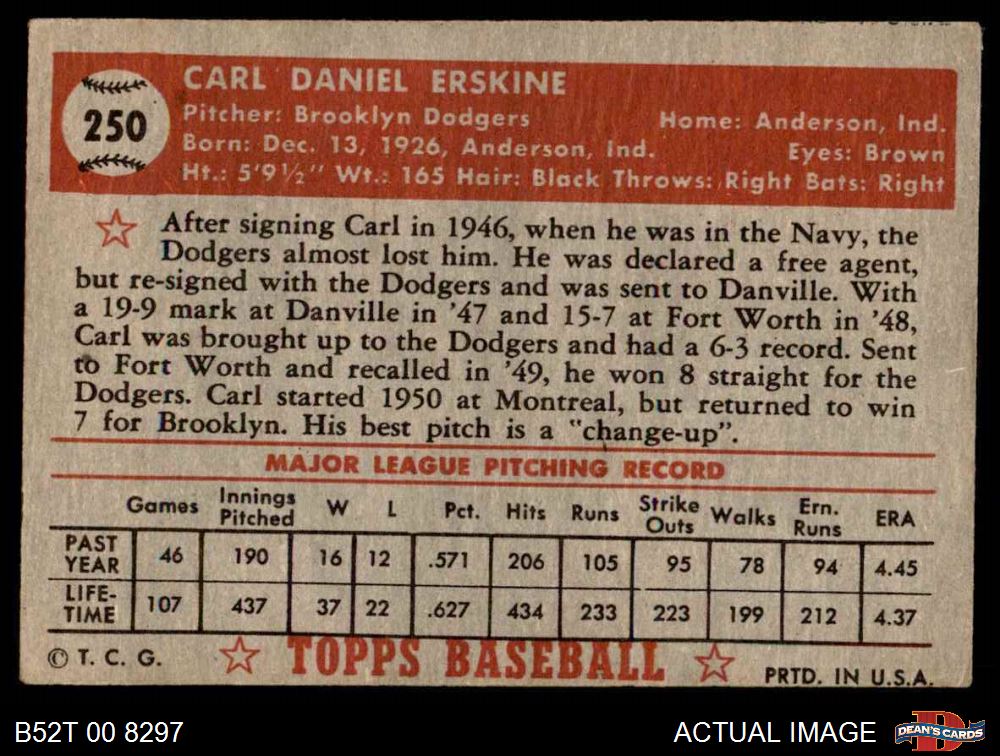 250
CARL DANIEL ERSKINE
Pitcher: Brooklyn Dodgers Home: Anderson, Ind.
Born: Dec. 13, 1926, Anderson, Ind. Eyes: Brown
Ht.: 5'9½" Wt.: 165 Hair: Black Throws: Right Bats: Right
After signing Carl in 1946, when he was in the Navy, the
Dodgers almost lost him. He was declared a free agent,
but re-signed with the Dodgers and was sent to Danville. With
a 19-9 mark at Danville in '47 and 15-7 at Fort Worth in '48,
Carl was brought up to the Dodgers and had a 6-3 record. Sent
to Fort Worth and recalled in '49, he won 8 straight for the
Dodgers. Carl started 1950 at Montreal, but returned to win
7 for Brooklyn. His best pitch is a "change-up".
MAJOR LEAGUE PITCHING RECORD
Games Innings Pitched W L Pct. Hits Runs Strike Outs Walks Ern. Runs ERA
PAST YEAR 46 190 16 12 .571 206 105 95 78 94 4.45
LIFE-TIME 107 437 37 22 .627 434 233 223 199 212 4.37
© T. C. G. TOPPS BASEBALL PRTD. IN U.S.A.
B52T 00 8297 ACTUAL IMAGE DEAN'S CARDS